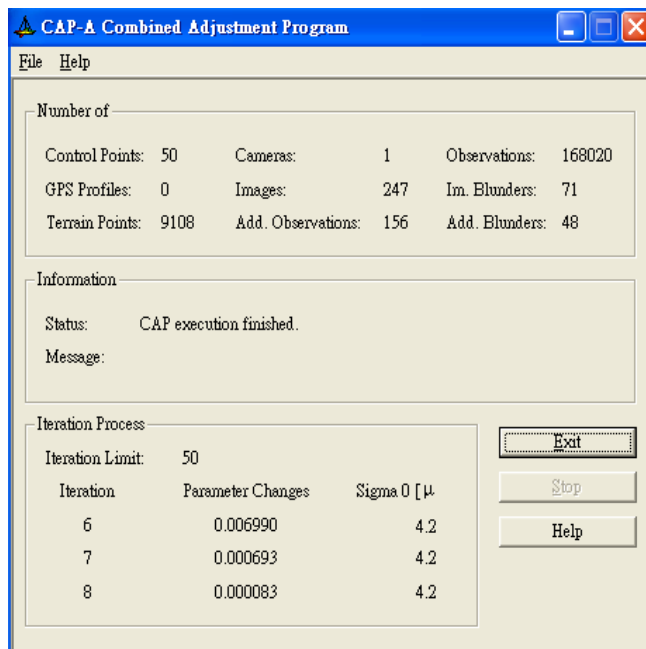 CAP-A Combined Adjustment Program
File Help
Number of
Control Points: 50 Cameras: 1 Observations: 168020
GPS Profiles: 0 Images: 247 Im. Blunders: 71
Terrain Points: 9108 Add. Observations: 156 Add. Blunders: 48
Information
Status: CAP execution finished.
Message:
Iteration Process
Iteration Limit: 50
Iteration Parameter Changes Sigma 0 [μ
6 0.006990 4.2
7 0.000693 4.2
8 0.000083 4.2
Exit
Stop
Help